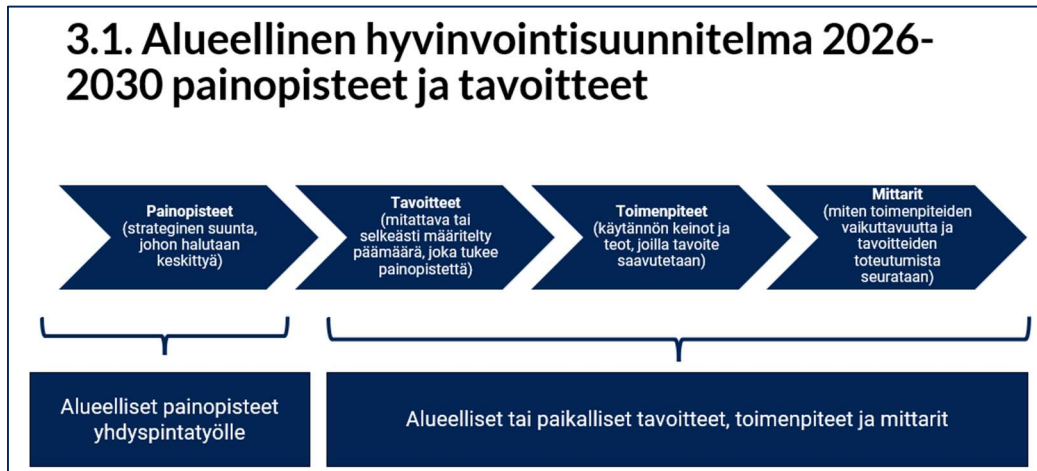 3.1. Alueellinen hyvinvointisuunnitelma 2026-
2030 painopisteet ja tavoitteet
Painopisteet
(strateginen suunta,
johon halutaan
keskittyä)
Tavoitteet
(mitattava tai
selkeästi määritelty
päämäärä, joka tukee
painopistettä)
Toimenpiteet
(käytännön keinot ja
teot, joilla tavoite
saavutetaan)
Mittarit
(miten toimenpiteiden
vaikuttavuutta ja
tavoitteiden
toteutumista
seurataan)
Alueelliset painopisteet
yhdyspintatyölle
Alueelliset tai paikalliset tavoitteet, toimenpiteet ja mittarit